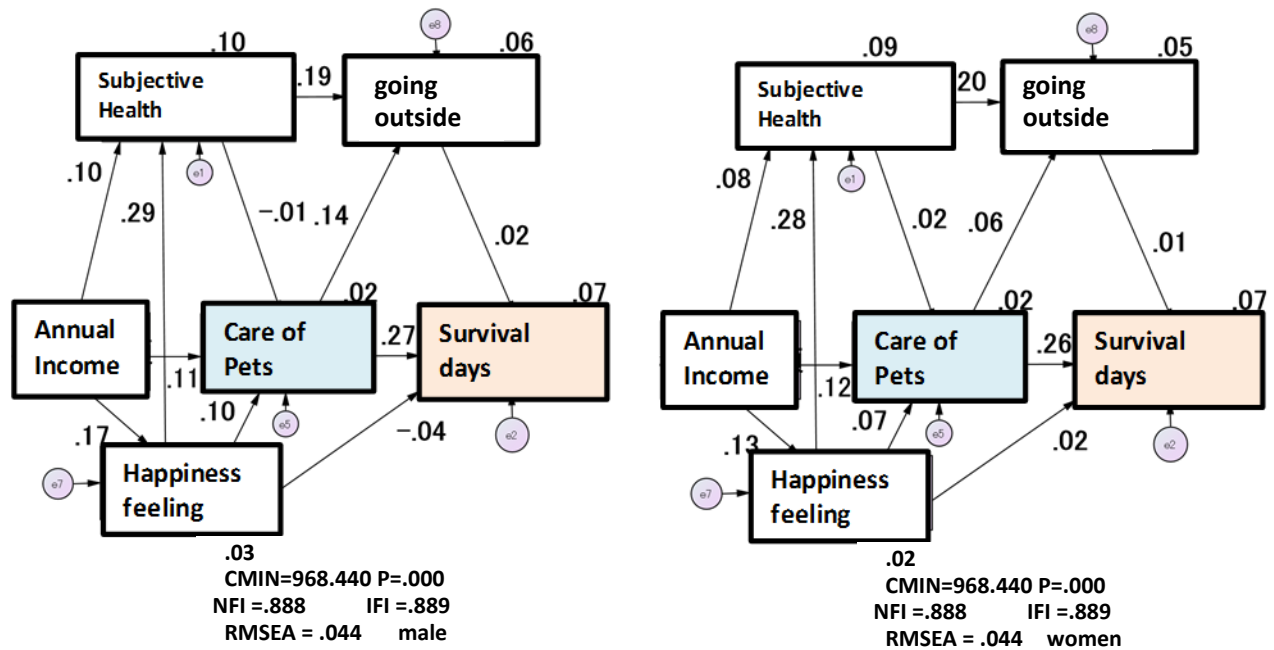 e8
.10
.06
Subjective
Health
.19
going
outside
e1
.10
.29
-.01
.14
.02
.02
.07
Annual
Income
Care of
Pets
.27
Survival
days
.11
.10
e5
-.04
e2
.17
e7
Happiness
feeling
.03
CMIN=968.440 P=.000
NFI =.888 IFI =.889
RMSEA = .044 male
e8
.09
.05
Subjective
Health
20
going
outside
e1
.08
.28
.02
.06
.01
.02
.07
Annual
Income
Care of
Pets
.26
Survival
days
.12
.07
e5
.02
e2
.13
e7
Happiness
feeling
.02
CMIN=968.440 P=.000
NFI =.888 IFI =.889
RMSEA = .044 women